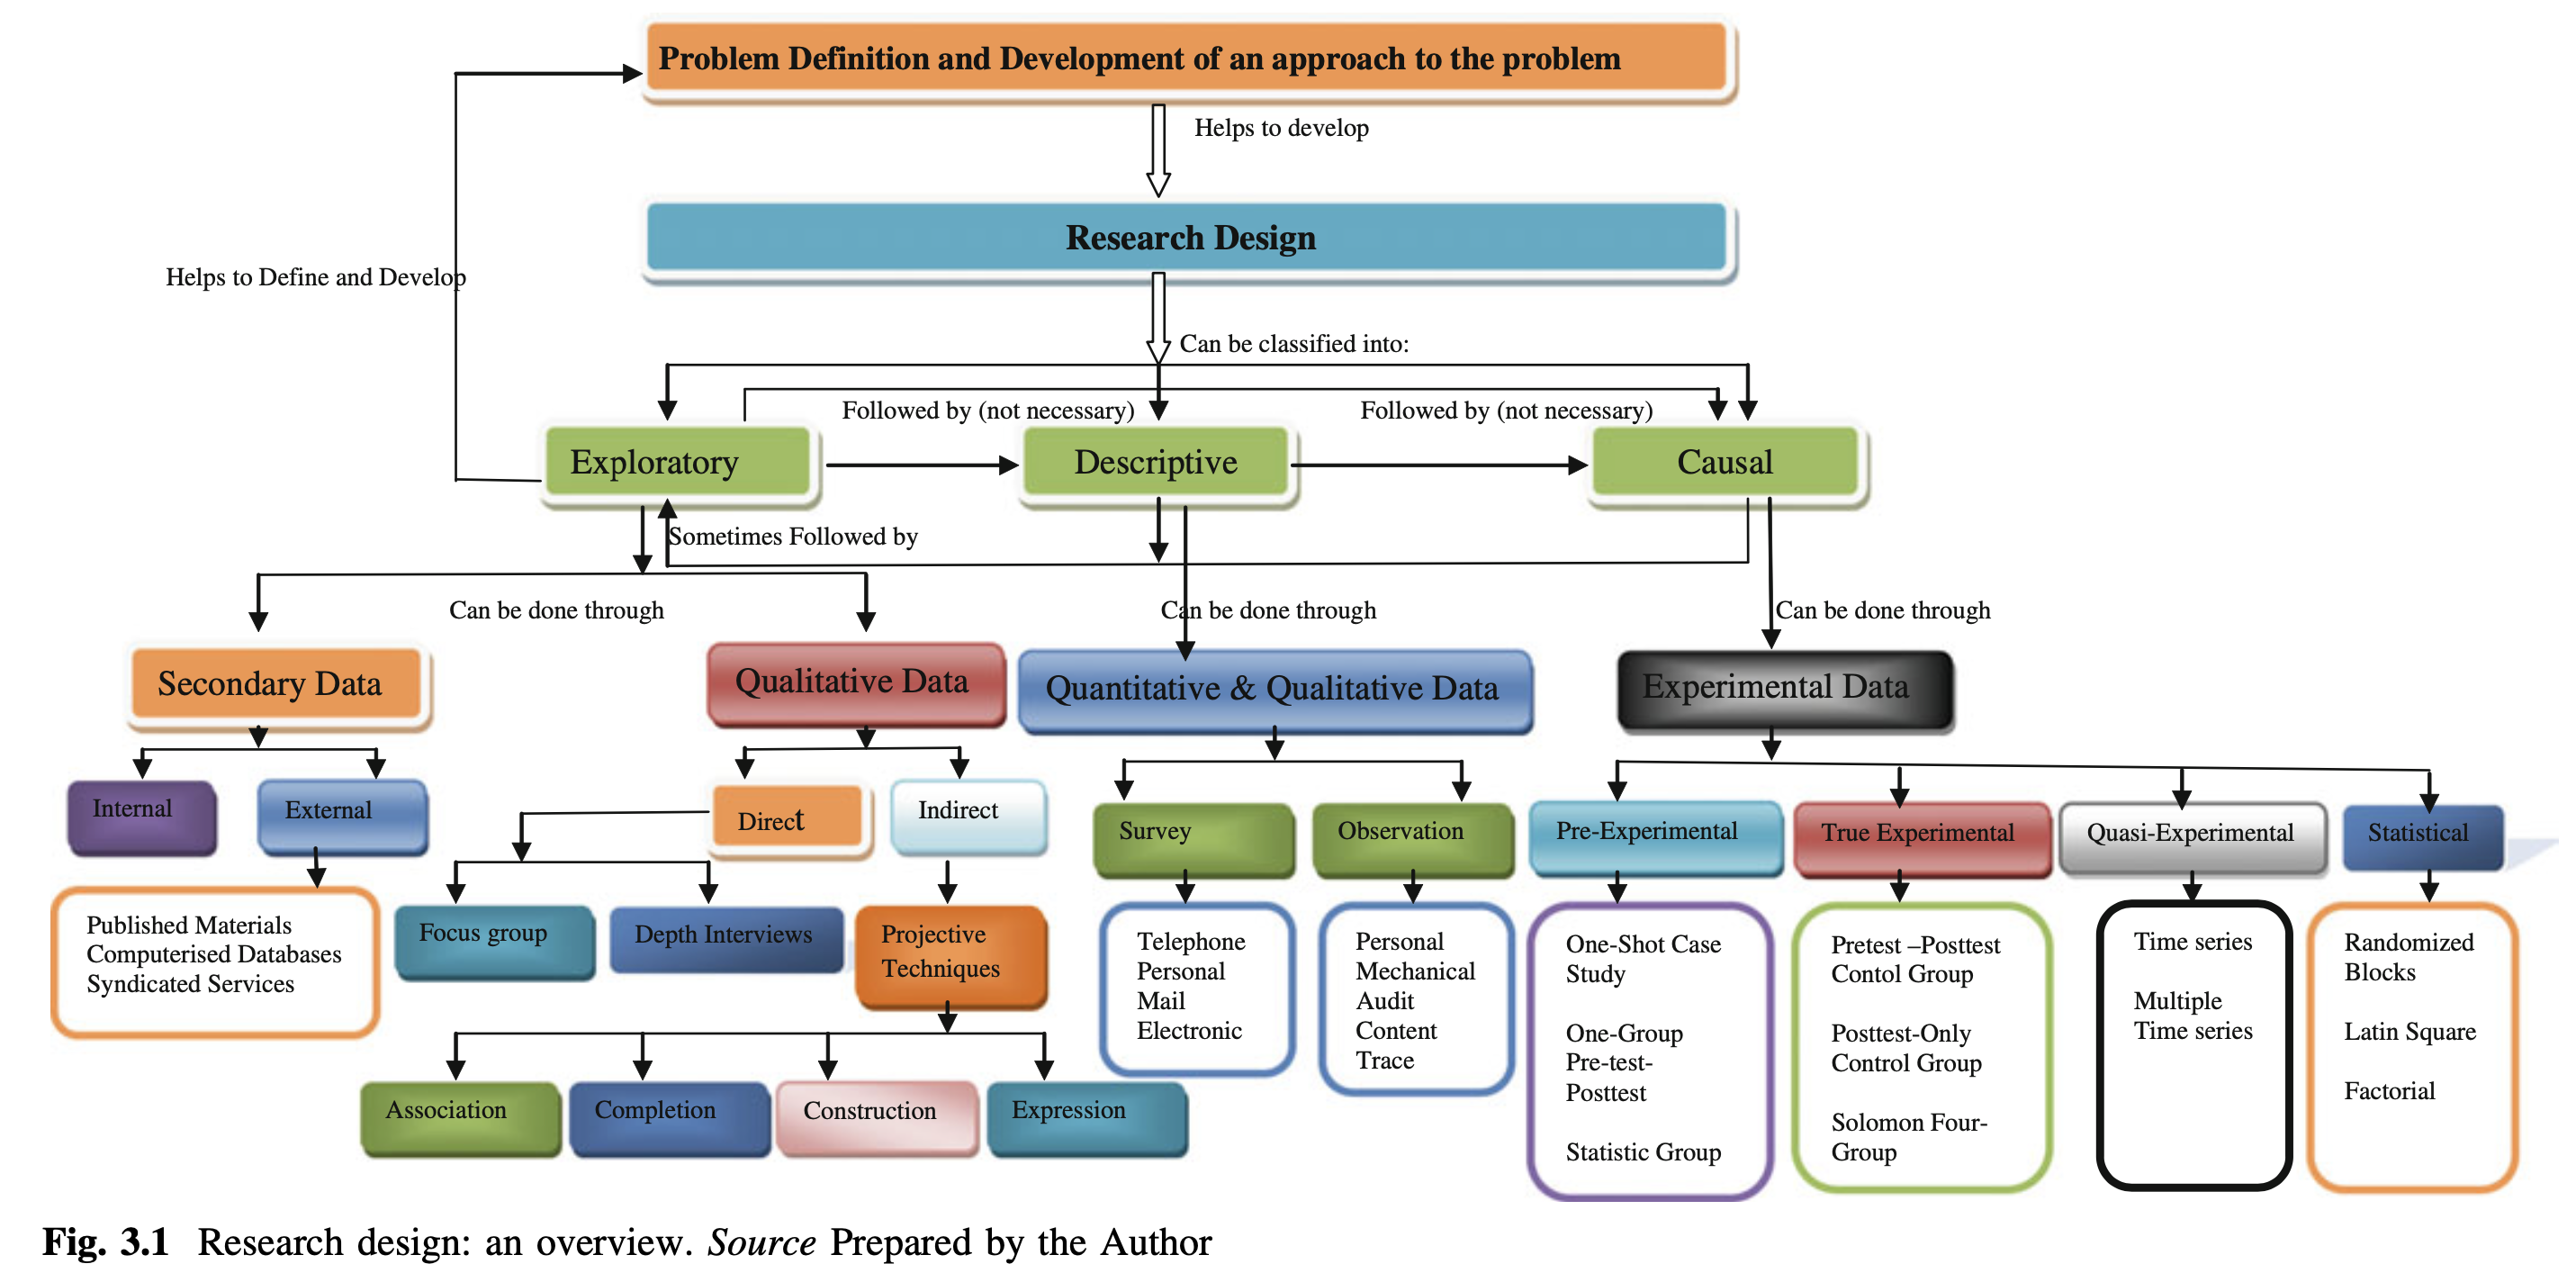 Problem Definition and Development of an approach to the problem
Helps to develop
Research Design
Helps to Define and Develop
Can be classified into:
Followed by (not necessary)
Followed by (not necessary)
Exploratory
Descriptive
Causal
Sometimes Followed by
Can be done through
Can be done through
Can be done through
Secondary Data
Qualitative Data
Quantitative & Qualitative Data
Experimental Data
Internal
External
Direct
Indirect
Survey
Observation
Pre-Experimental
True Experimental
Quasi-Experimental
Statistical
Published Materials
Computerised Databases
Syndicated Services
Focus group
Depth Interviews
Projective
Techniques
Telephone
Personal
Mail
Electronic
Personal
Mechanical
Audit
Content
Trace
One-Shot Case
Study
One-Group
Pre-test-
Posttest
Statistic Group
Pretest –Posttest
Contol Group
Posttest-Only
Control Group
Solomon Four-
Group
Time series
Multiple
Time series
Randomized
Blocks
Latin Square
Factorial
Association
Completion
Construction
Expression
Fig. 3.1 Research design: an overview. Source Prepared by the Author